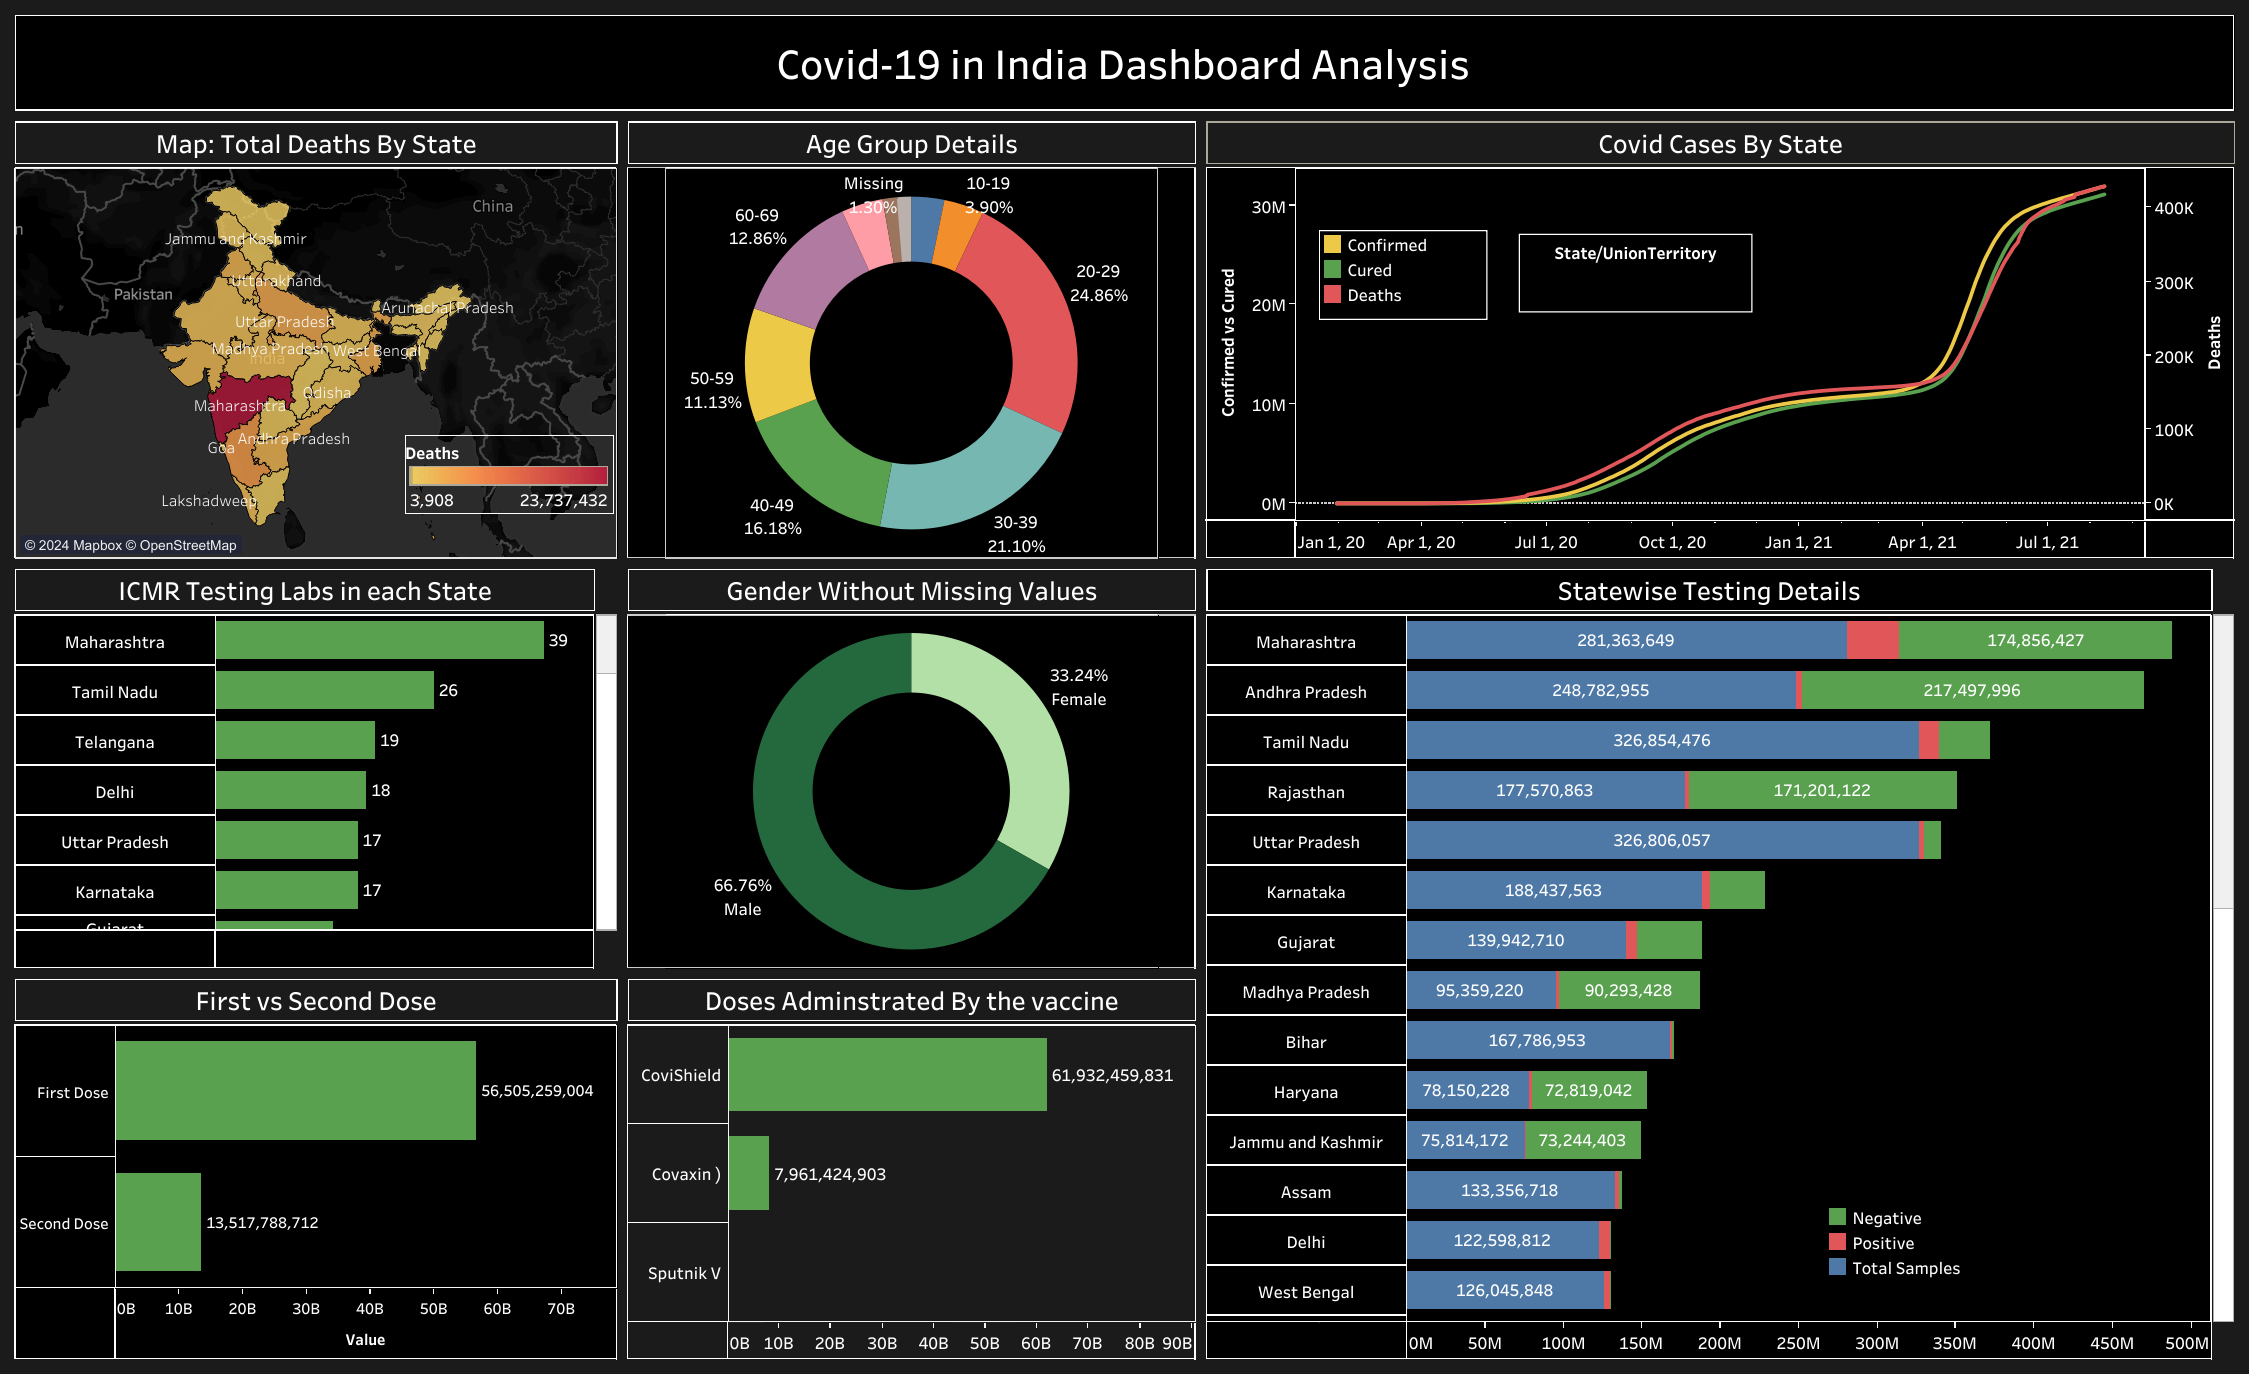 Covid-19 in India Dashboard Analysis
Map: Total Deaths By State
China
Jammu and Kashmir
Uttarakhand
Pakistan
Arunachal Pradesh
Uttar Pradesh
Madhya Pradesh
West Bengal
India
Odisha
Maharashtra
Andhra Pradesh
Goa
Lakshadweep
Deaths
3,908
23,737,432
© 2024 Mapbox © OpenStreetMap
Age Group Details
Missing
1.30%
10-19
3.90%
60-69
12.86%
20-29
24.86%
50-59
11.13%
40-49
16.18%
30-39
21.10%
Covid Cases By State
Confirmed vs Cured
30M
20M
10M
0M
Confirmed
Cured
Deaths
State/UnionTerritory
400K
300K
200K
100K
0K
Deaths
Jan 1, 20
Apr 1, 20
Jul 1, 20
Oct 1, 20
Jan 1, 21
Apr 1, 21
Jul 1, 21
ICMR Testing Labs in each State
Maharashtra 39
Tamil Nadu 26
Telangana 19
Delhi 18
Uttar Pradesh 17
Karnataka 17
Gujarat
Gender Without Missing Values
33.24%
Female
66.76%
Male
Statewise Testing Details
Maharashtra 281,363,649 174,856,427
Andhra Pradesh 248,782,955 217,497,996
Tamil Nadu 326,854,476
Rajasthan 177,570,863 171,201,122
Uttar Pradesh 326,806,057
Karnataka 188,437,563
Gujarat 139,942,710
Madhya Pradesh 95,359,220 90,293,428
Bihar 167,786,953
Haryana 78,150,228 72,819,042
Jammu and Kashmir 75,814,172 73,244,403
Assam 133,356,718
Delhi 122,598,812
West Bengal 126,045,848
Negative
Positive
Total Samples
0M 50M 100M 150M 200M 250M 300M 350M 400M 450M 500M
First vs Second Dose
First Dose 56,505,259,004
Second Dose 13,517,788,712
0B 10B 20B 30B 40B 50B 60B 70B
Value
Doses Adminstrated By the vaccine
CoviShield 61,932,459,831
Covaxin ) 7,961,424,903
Sputnik V
0B 10B 20B 30B 40B 50B 60B 70B 80B 90B